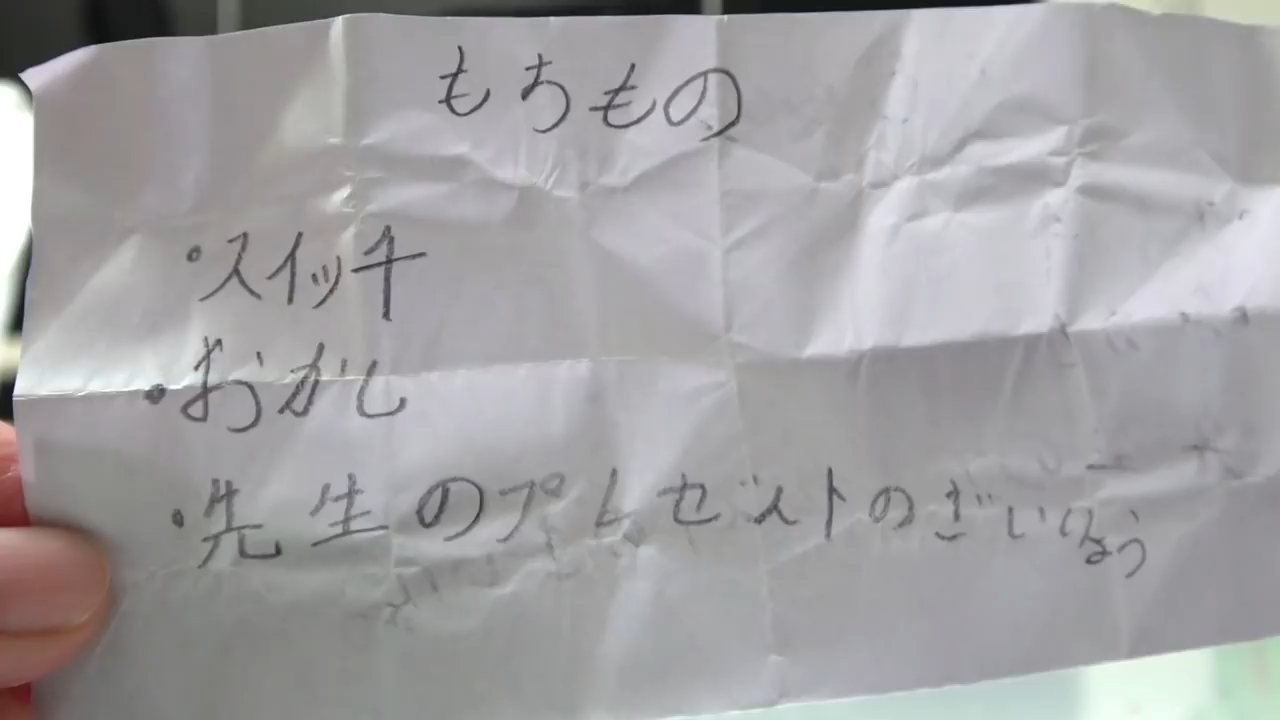 もちもの
・スイッチ
・おかし
・先生のプレゼントのざいりょう